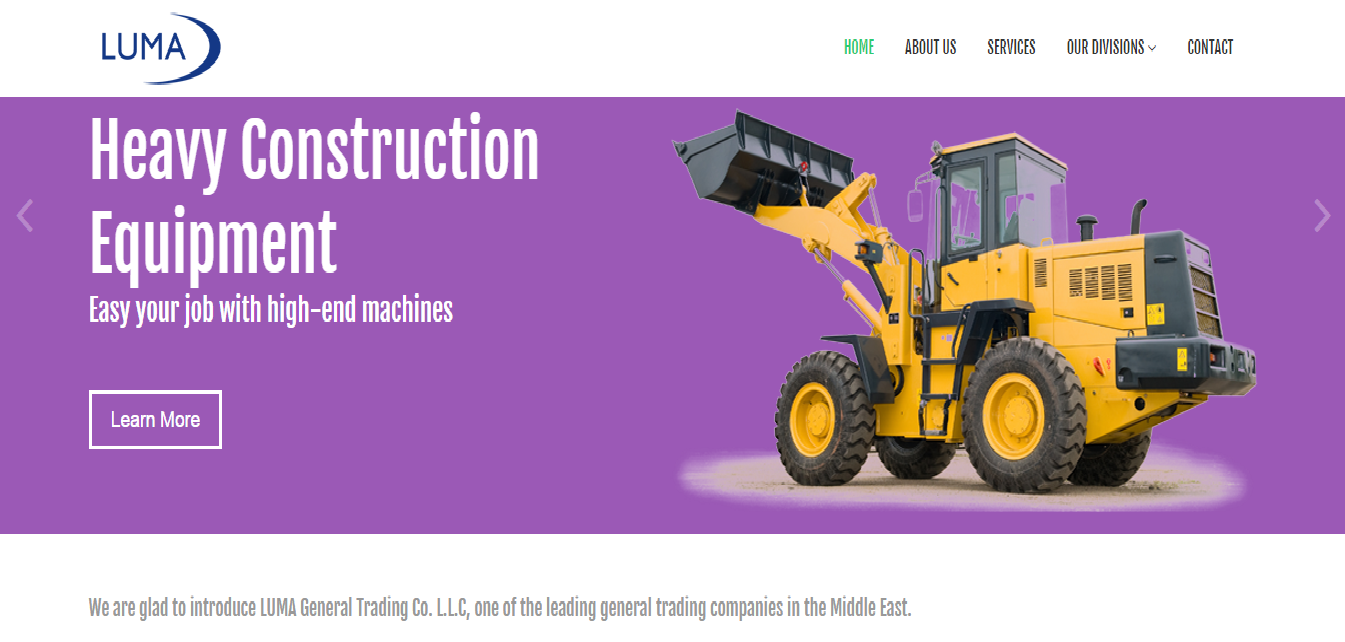 LUMA
HOME ABOUT US SERVICES OUR DIVISIONS CONTACT
Heavy Construction
Equipment
Easy your job with high-end machines
Learn More
We are glad to introduce LUMA General Trading Co. L.L.C, one of the leading general trading companies in the Middle East.